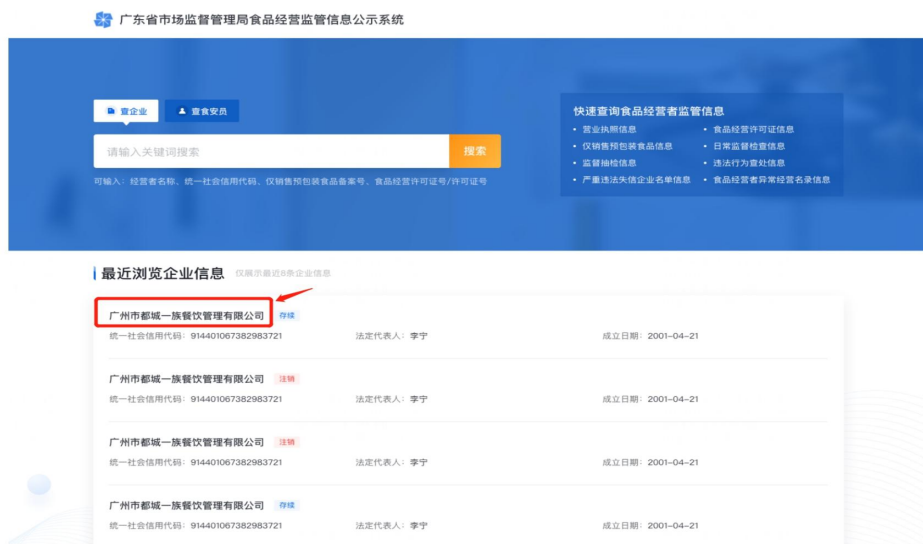 广东省市场监督管理局食品经营监管信息公示系统
查企业 查食安员
请输入关键词搜索 搜索
可输入：经营者名称、统一社会信用代码、仅销售预包装食品备案号、食品经营许可证号/许可证号
快速查询食品经营者监管信息
• 营业执照信息 • 食品经营许可证信息
• 仅销售预包装食品信息 • 日常监督检查信息
• 监督抽检信息 • 违法行为查处信息
• 严重违法失信企业名单信息 • 食品经营者异常经营名录信息
最近浏览企业信息 仅展示最近8条企业信息
广州市都城一族餐饮管理有限公司 存续
统一社会信用代码：914401067382983721 法定代表人：李宁 成立日期：2001-04-21
广州市都城一族餐饮管理有限公司 注销
统一社会信用代码：914401067382983721 法定代表人：李宁 成立日期：2001-04-21
广州市都城一族餐饮管理有限公司 注销
统一社会信用代码：914401067382983721 法定代表人：李宁 成立日期：2001-04-21
广州市都城一族餐饮管理有限公司 存续
统一社会信用代码：914401067382983721 法定代表人：李宁 成立日期：2001-04-21